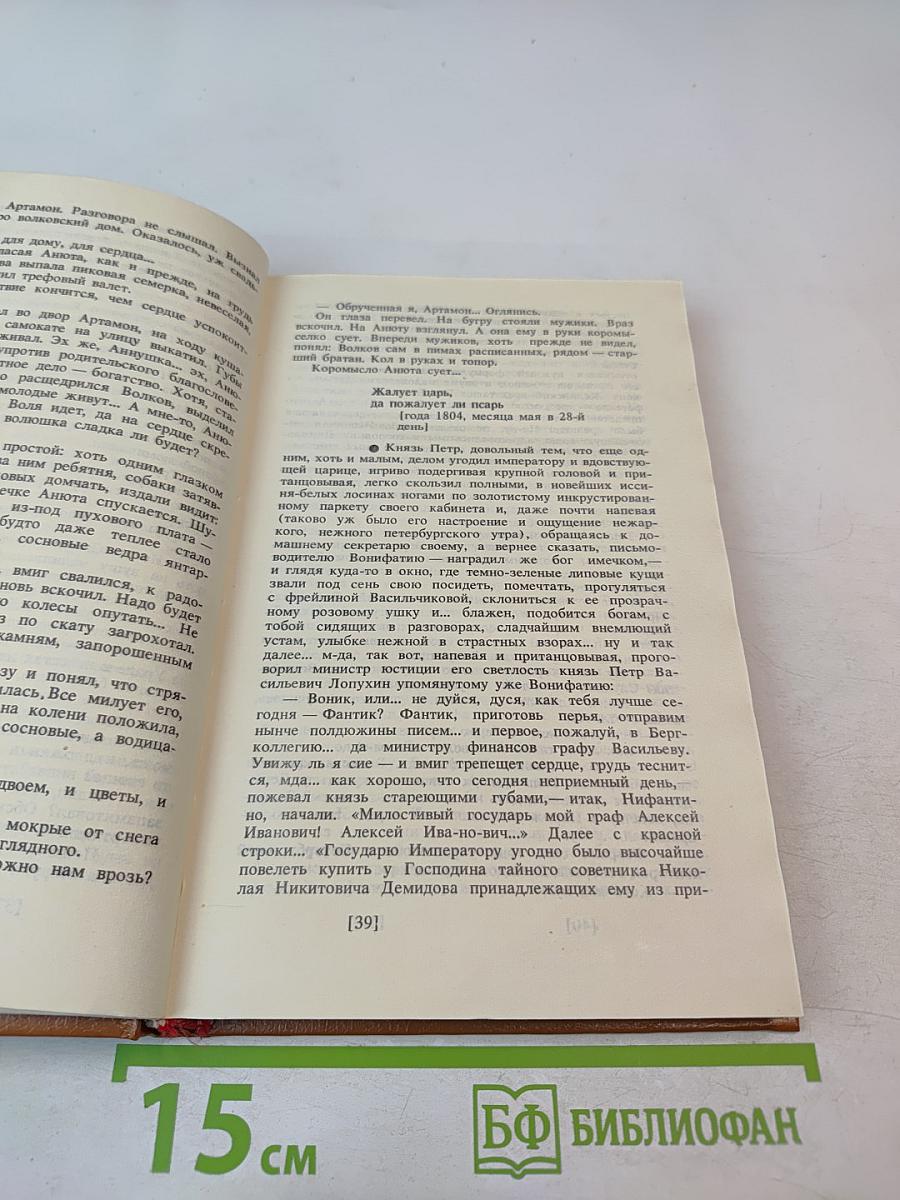 Артамон. Разговора не слышал. Вызнал
волковский дом. Оказалось, уж сваль-
для дому, для сердца...
Анюта, как и прежде, на грудь
выпала пиковая семерка, невеселая,
трефовый валет.
кончится, чем сердце успокоит-
во двор Артамон, на ходу куша-
самокате на улицу выкатил. Губы
Эх же, Аннушка... эх, Аню-
родительского благослове-
дело — богатство. Хотя, ста-
расщедрился Волков, выделил
молодые живут... А мне-то, Аню-
Воля идет, да на сердце скре-
волюшка сладка ли будет?
простой: хоть одним глазком
ним ребятня, собаки затяв-
домчать, издали видит:
Анюта спускается. Шу-
из-под пухового плата —
будто даже теплее стало
сосновые ведра янтар-
вмиг свалился, к радо-
вновь вскочил. Надо будет
колесы опутать... Не
по скату загрохотал.
камням, запорошенным
и понял, что стря-
Все милует его,
на колени положила,
сосновые, а водица-
двоем, и цветы, и
мокрые от снега
нам врозь?
— Обрученная я, Артамон... Оглянись.
Он глаза перевел. На бугру стояли мужики. Враз
вскочил. На Анюту взглянул. А она ему в руки коромы-
селко сует. Впереди мужиков, хоть прежде не видел,
понял: Волков сам в пимах расписанных, рядом — стар-
ший братан. Кол в руках и топор.
Коромысло Анюта сует...
Жалует царь,
да пожалует ли псарь
[года 1804, месяца мая в 28-й
день]
Князь Петр, довольный тем, что еще од-
ним, хоть и малым, делом угодил императору и вдовствую-
щей царице, игриво подергивая крупной головой и при-
танцовывая, легко скользил полными, в новейших исси-
ня-белых лосинах ногами по золотистому инкрустирован-
ному паркету своего кабинета и, даже почти напевая
(таково уж было его настроение и ощущение нежар-
кого, нежного петербургского утра), обращаясь к до-
машнему секретарю своему, а вернее сказать, письмо-
водителю Вонифатию — наградил же бог имечком,—
и глядя куда-то в окно, где темно-зеленые липовые кущи
звали под сень свою посидеть, помечтать, прогуляться
с фрейлиной Васильчиковой, склониться к ее прозрач-
ному розовому ушку и... блажен, подобится богам, с
тобой сидящих в разговорах, сладчайшим внемлющий
устам, улыбке нежной в страстных взорах... ну и так
далее... м-да, так вот, напевая и пританцовывая, прого-
ворил министр юстиции его светлость князь Петр Ва-
сильевич Лопухин упомянутому уже Вонифатию:
— Воник, или... не дуйся, дуся, как тебя лучше се-
годня — Фантик? Фантик, приготовь перья, отправим
нынче полдюжины писем... и первое, пожалуй, в Берг-
коллегию... да министру финансов графу Васильеву.
Увижу ль я сие — и вмиг трепещет сердце, грудь теснит-
ся, мда... как хорошо, что сегодня неприемный день,—
пожевал князь стареющими губами,— итак, Нифанти-
но, начали. «Милостивый государь мой граф Алексей
Иванович! Алексей Ива-но-вич...» Далее с красной
строки... «Государю Императору угодно было высочайше
повелеть купить у Господина тайного советника Нико-
лая Никитовича Демидова принадлежащих ему из при-
[39]
15 см
БФ БИБЛИОФАН